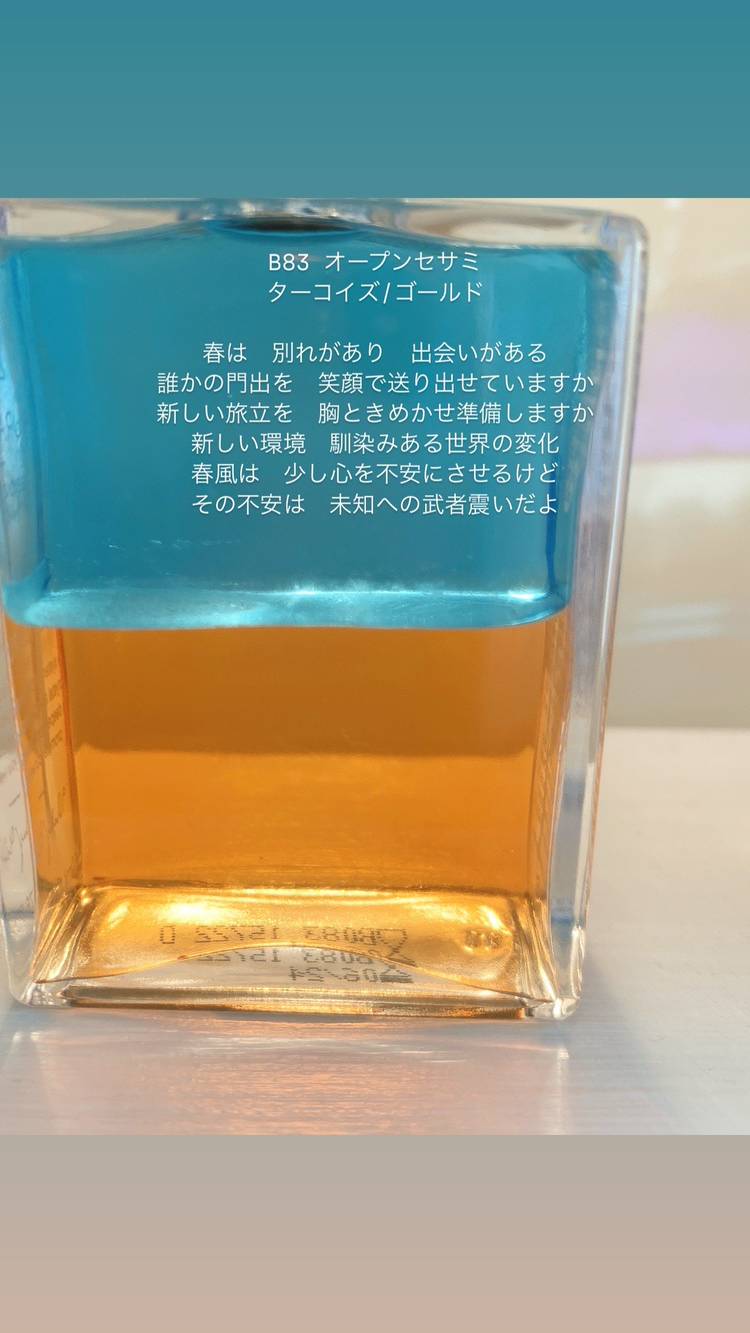 B83 オープンセサミ
ターコイズ/ゴールド
春は　別れがあり　出会いがある
誰かの門出を　笑顔で送り出せていますか
新しい旅立を　胸ときめかせ準備しますか
新しい環境　馴染みある世界の変化
春風は　少し心を不安にさせるけど
その不安は　未知への武者震いだよ